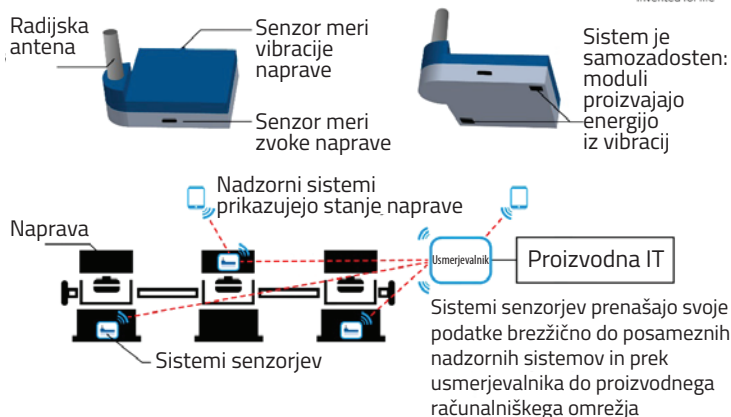 Radijska
antena
Senzor meri
vibracije
naprave
Senzor meri
zvoke naprave
Sistem je
samozadosten:
moduli
proizvajajo
energijo
iz vibracij
Nadzorni sistemi
prikazujejo stanje naprave
Naprava
Usmerjevalnik
Proizvodna IT
Sistemi senzorjev
Sistemi senzorjev prenašajo svoje
podatke brezžično do posameznih
nadzornih sistemov in prek
usmerjevalnika do proizvodnega
računalniškega omrežja